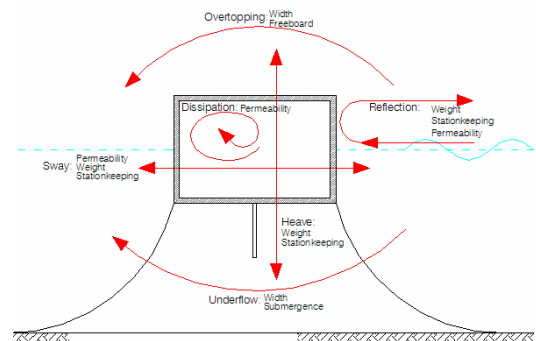 Overtopping: Width
Freeboard
Dissipation: Permeability
Reflection: Weight
Stationkeeping
Permeability
Sway: Permeability
Weight
Stationkeeping
Heave:
Weight
Stationkeeping
Underflow: Width
Submergence